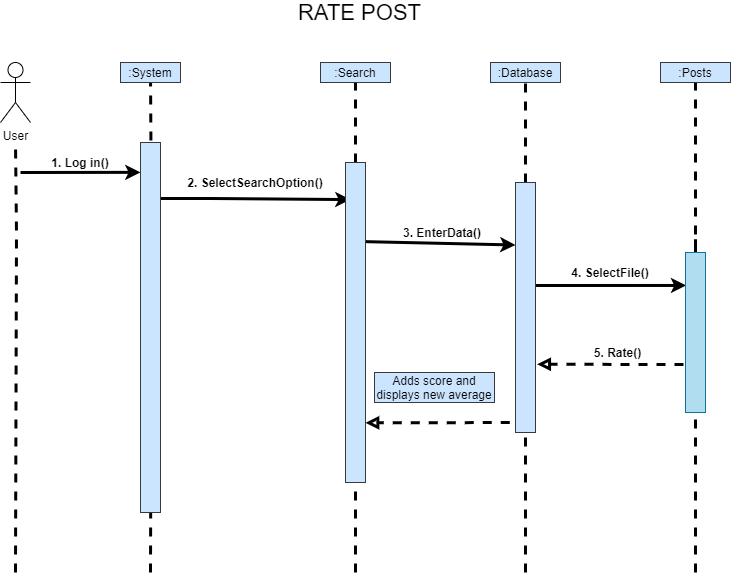 RATE POST
:System
:Search
:Database
:Posts
User
1. Log in()
2. SelectSearchOption()
3. EnterData()
4. SelectFile()
5. Rate()
Adds score and
displays new average